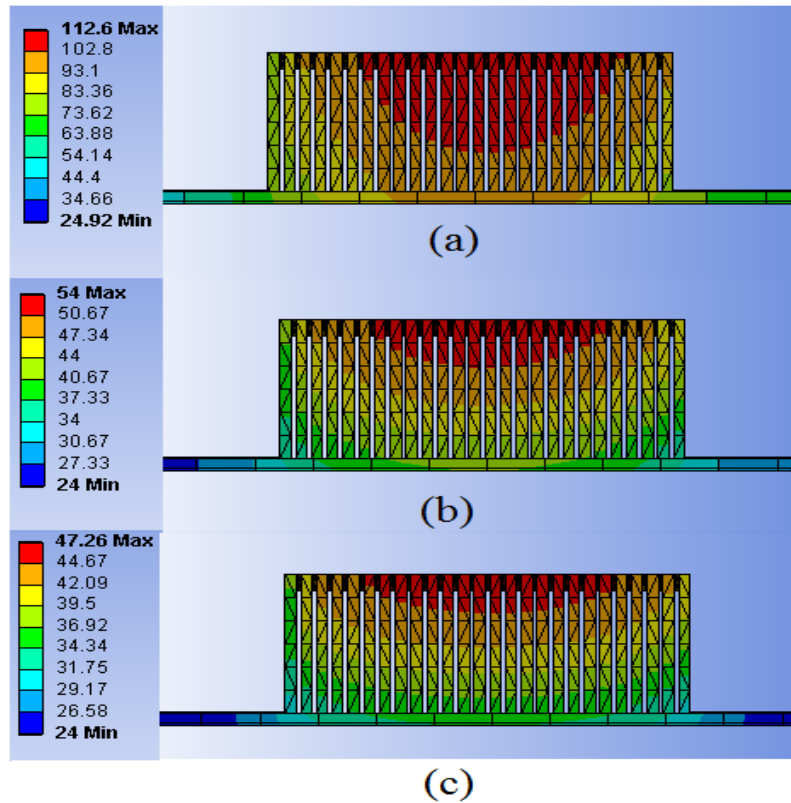 112.6 Max
102.8
93.1
83.36
73.62
63.88
54.14
44.4
34.66
24.92 Min
(a)
54 Max
50.67
47.34
44
40.67
37.33
34
30.67
27.33
24 Min
(b)
47.26 Max
44.67
42.09
39.5
36.92
34.34
31.75
29.17
26.58
24 Min
(c)